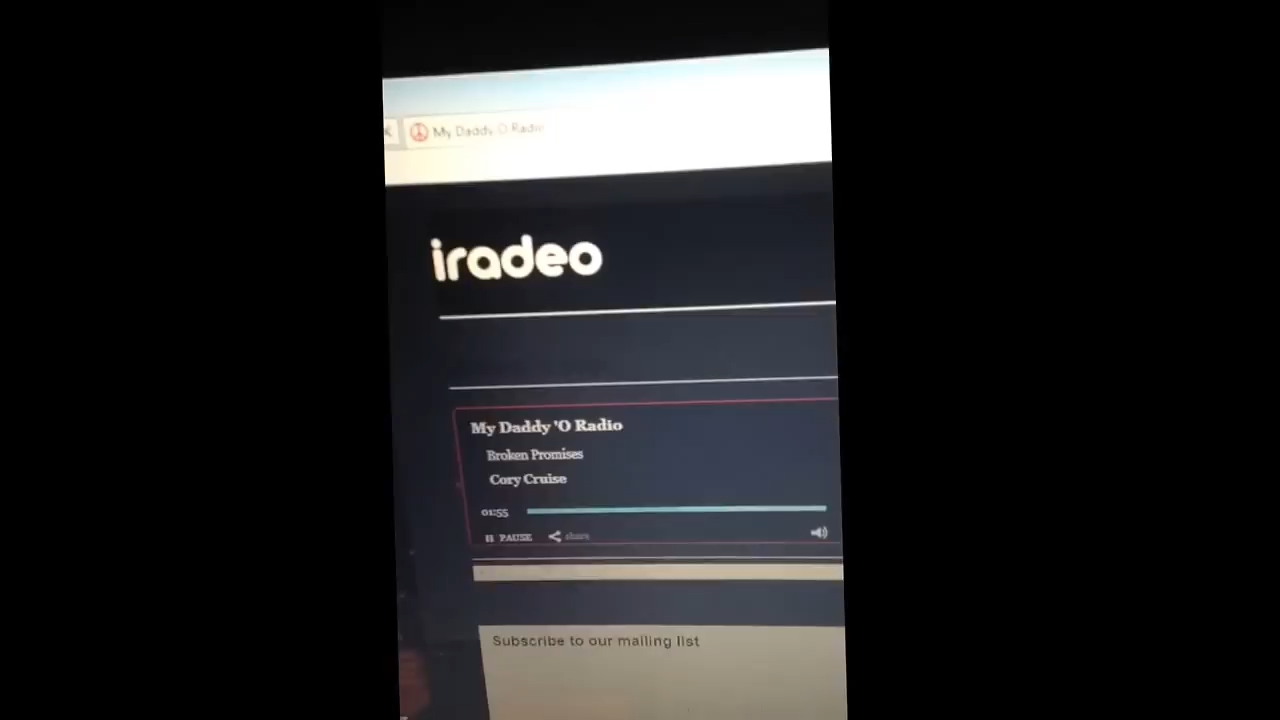 My Daddy O Radio
iradeo
My Daddy 'O Radio
Broken Promises
Cory Cruise
01:55
PAUSE share
Subscribe to our mailing list